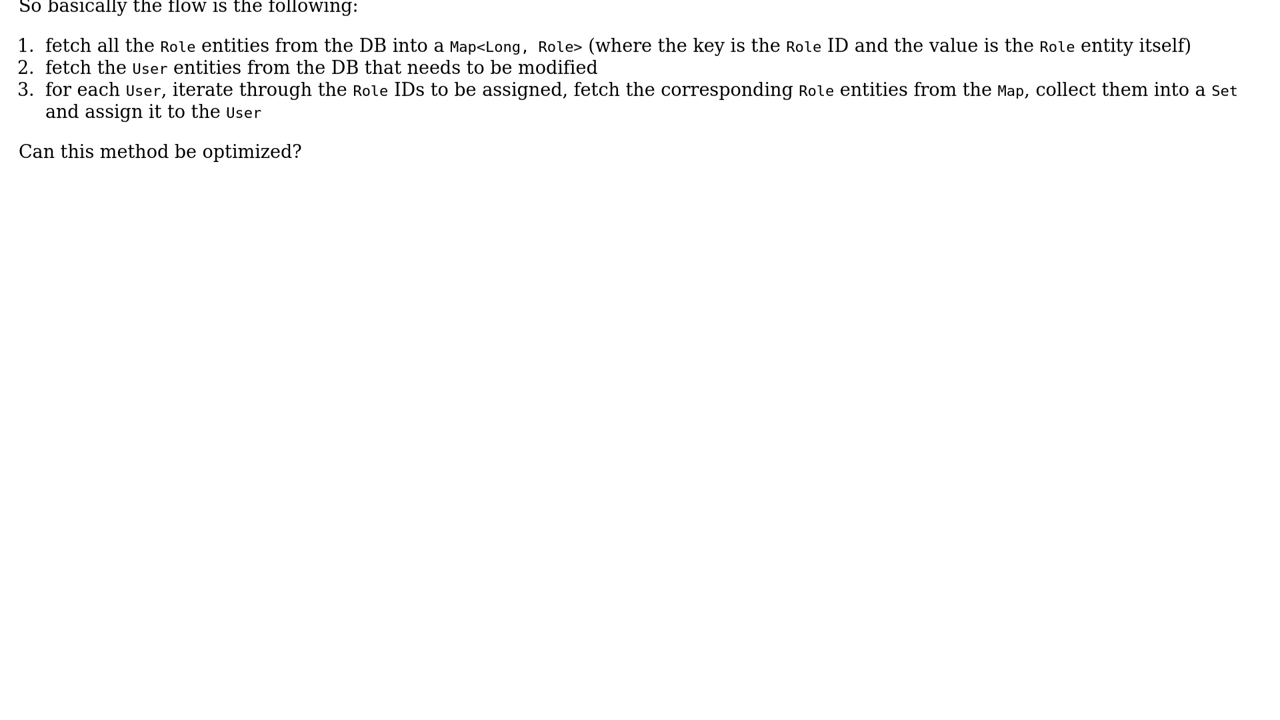 So basically the flow is the following:
1. fetch all the Role entities from the DB into a Map<Long, Role> (where the key is the Role ID and the value is the Role entity itself)
2. fetch the User entities from the DB that needs to be modified
3. for each User, iterate through the Role IDs to be assigned, fetch the corresponding Role entities from the Map, collect them into a Set
and assign it to the User
Can this method be optimized?